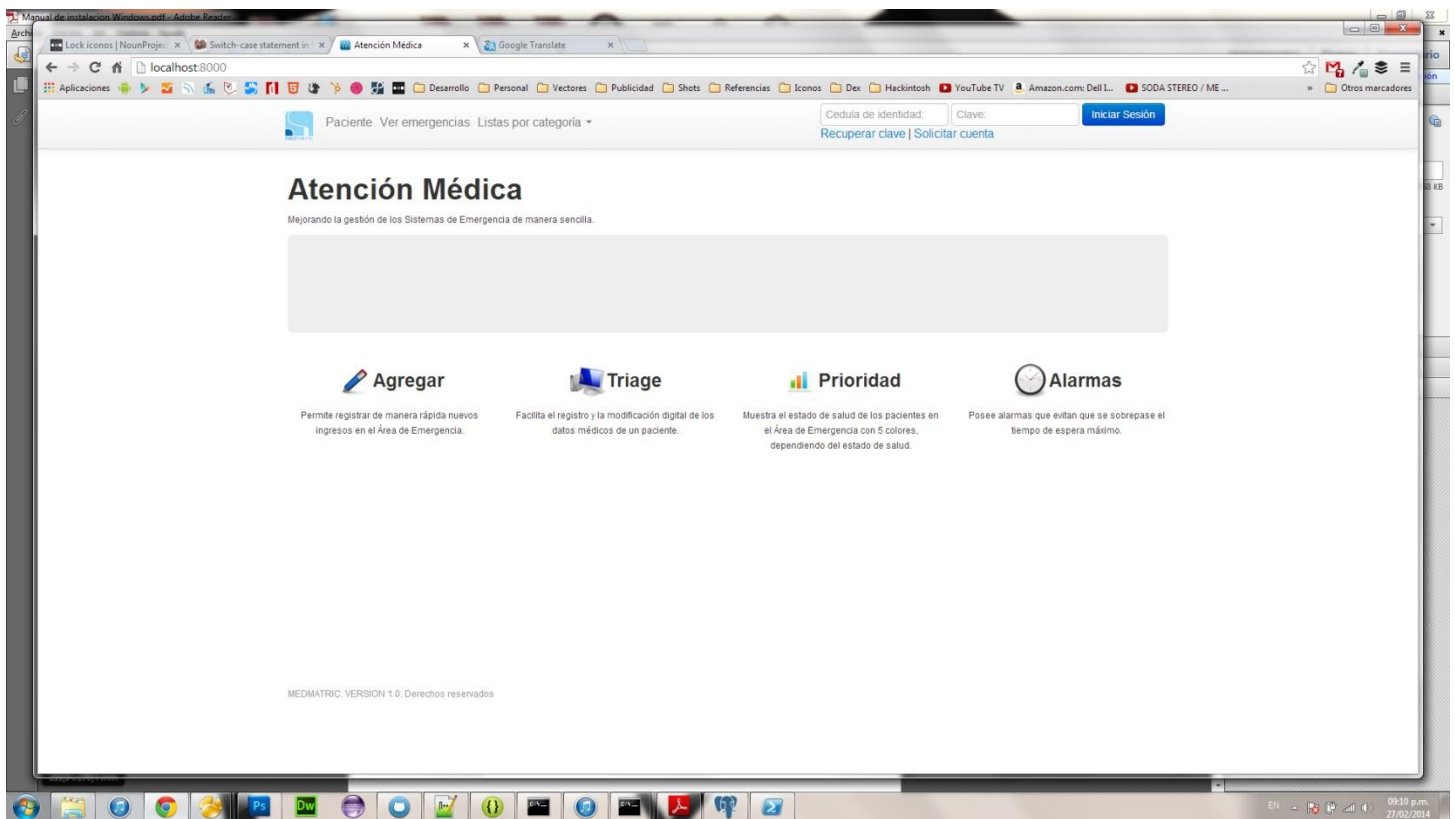 Manual de instalacion Windows.pdf - Adobe Reader
Lock iconos | NounProjec
Switch-case statement in
Atención Médica
Google Translate
localhost:8000
Aplicaciones
Desarrollo
Personal
Vectores
Publicidad
Shots
Referencias
Iconos
Dex
Hackintosh
YouTube TV
Amazon.com: Dell I...
SODA STEREO / ME ...
»
Otros marcadores
MEDMATRIC
Paciente Ver emergencias Listas por categoría
Cedula de identidad:
Clave:
Iniciar Sesión
Recuperar clave | Solicitar cuenta
Atención Médica
Mejorando la gestión de los Sistemas de Emergencia de manera sencilla.
Agregar
Permite registrar de manera rápida nuevos
ingresos en el Área de Emergencia.
Triage
Facilita el registro y la modificación digital de los
datos médicos de un paciente.
Prioridad
Muestra el estado de salud de los pacientes en
el Área de Emergencia con 5 colores,
dependiendo del estado de salud.
Alarmas
Posee alarmas que evitan que se sobrepase el
tiempo de espera máximo.
MEDMATRIC. VERSION 1.0. Derechos reservados
Ps
Dw
EN
09:10 p.m.
27/02/2014